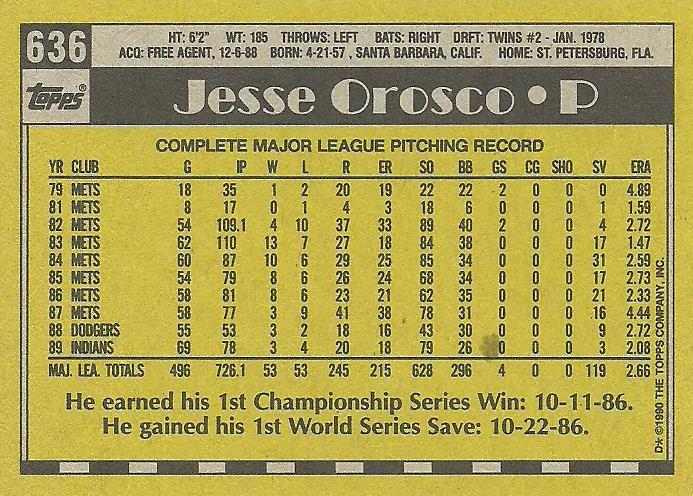 636
HT: 6'2" WT: 185 THROWS: LEFT BATS: RIGHT DRFT: TWINS #2 - JAN. 1978
ACQ: FREE AGENT, 12-6-88 BORN: 4-21-57, SANTA BARBARA, CALIF. HOME: ST. PETERSBURG, FLA.
TOPPS®
Jesse Orosco • P
COMPLETE MAJOR LEAGUE PITCHING RECORD
YR CLUB G IP W L R ER SO BB GS CG SHO SV ERA
79 METS 18 35 1 2 20 19 22 22 2 0 0 0 4.89
81 METS 8 17 0 1 4 3 18 6 0 0 0 1 1.59
82 METS 54 109.1 4 10 37 33 89 40 2 0 0 4 2.72
83 METS 62 110 13 7 27 18 84 38 0 0 0 17 1.47
84 METS 60 87 10 6 29 25 85 34 0 0 0 31 2.59
85 METS 54 79 8 6 26 24 68 34 0 0 0 17 2.73
86 METS 58 81 8 6 23 21 62 35 0 0 0 21 2.33
87 METS 58 77 3 9 41 38 78 31 0 0 0 16 4.44
88 DODGERS 55 53 3 2 18 16 43 30 0 0 0 9 2.72
89 INDIANS 69 78 3 4 20 18 79 26 0 0 0 3 2.08
MAJ. LEA. TOTALS 496 726.1 53 53 245 215 628 296 4 0 0 119 2.66
He earned his 1st Championship Series Win: 10-11-86.
He gained his 1st World Series Save: 10-22-86.
D* ©1990 THE TOPPS COMPANY, INC.